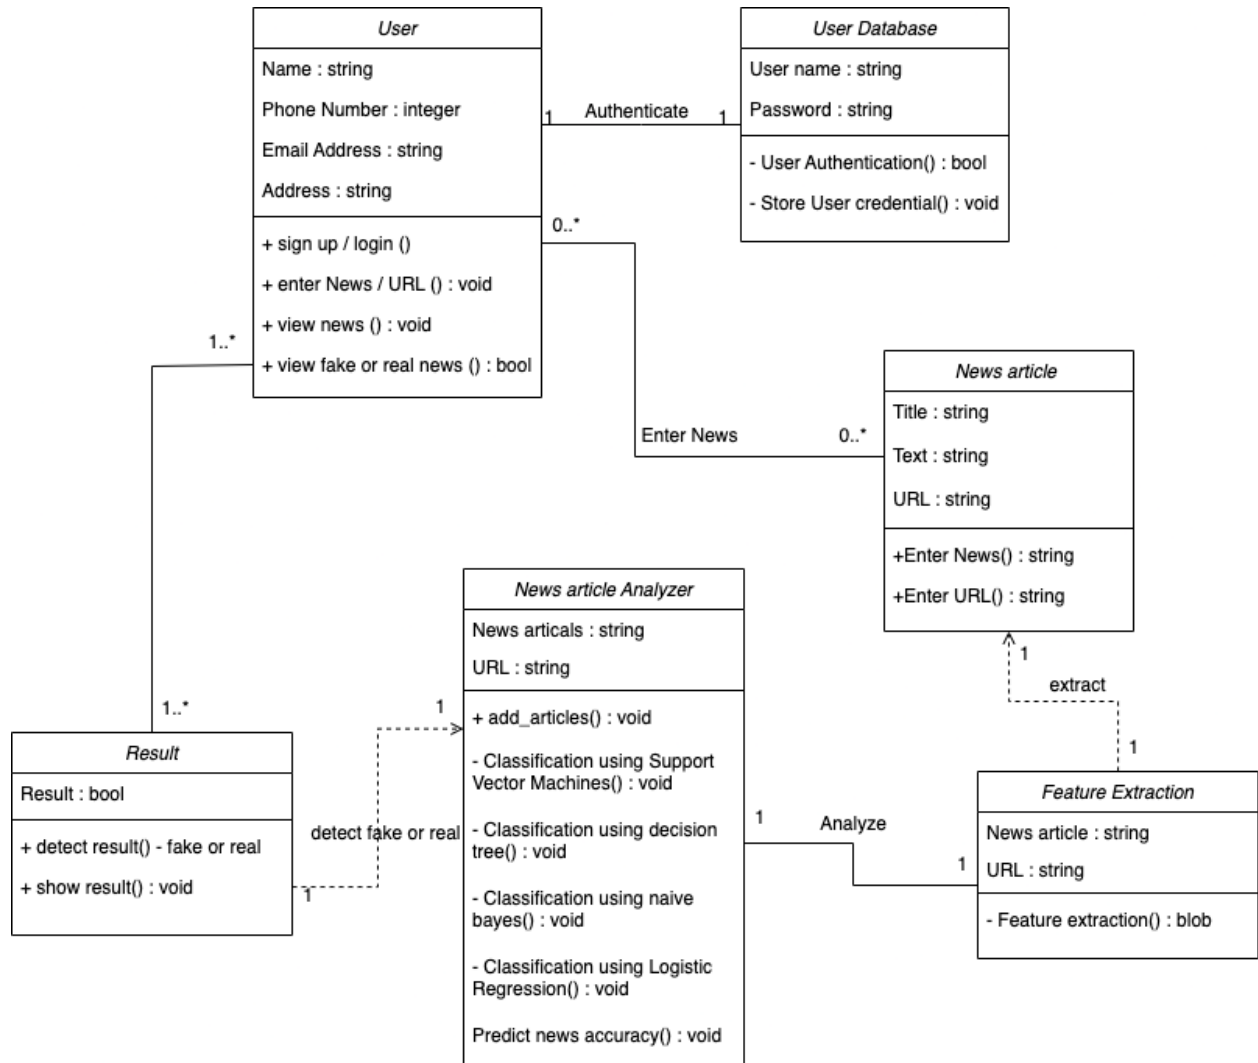 User
Name : string
Phone Number : integer
Email Address : string
Address : string
+ sign up / login ()
+ enter News / URL () : void
+ view news () : void
+ view fake or real news () : bool
1
Authenticate
1
User Database
User name : string
Password : string
- User Authentication() : bool
- Store User credential() : void
0..*
Enter News
0..*
1..*
1..*
News article
Title : string
Text : string
URL : string
+Enter News() : string
+Enter URL() : string
1
extract
1
News article Analyzer
News articals : string
URL : string
+ add_articles() : void
- Classification using Support
Vector Machines() : void
- Classification using decision
tree() : void
- Classification using naive
bayes() : void
- Classification using Logistic
Regression() : void
Predict news accuracy() : void
1
detect fake or real
1
Result
Result : bool
+ detect result() - fake or real
+ show result() : void
1
Analyze
1
Feature Extraction
News article : string
URL : string
- Feature extraction() : blob